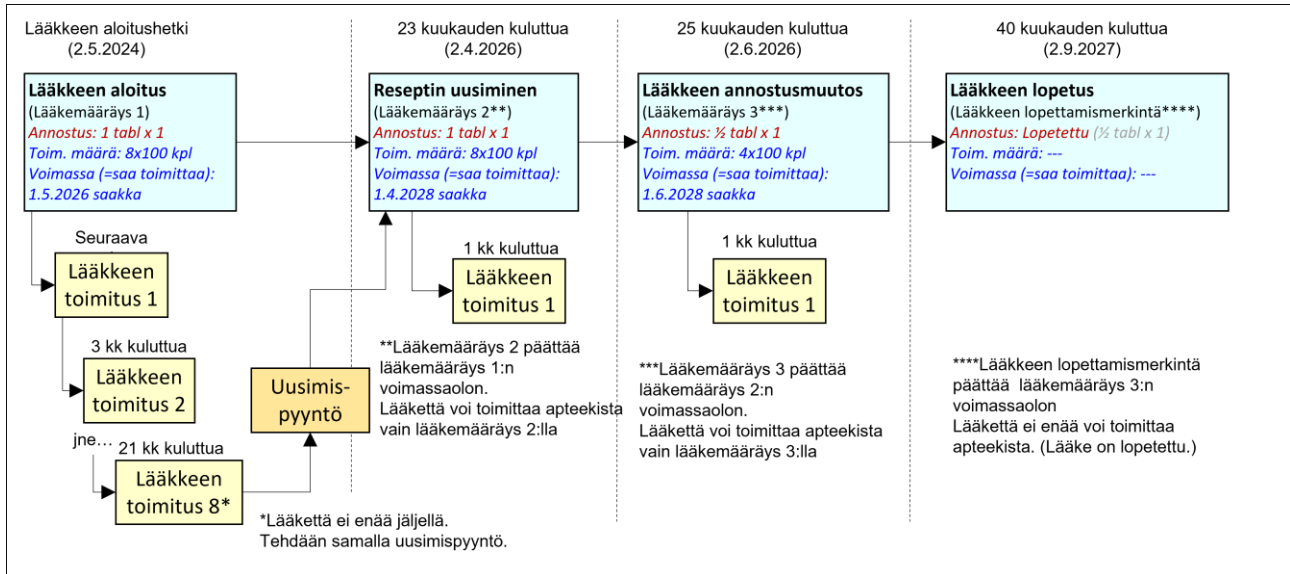 Lääkkeen aloitushetki
(2.5.2024)
23 kuukauden kuluttua
(2.4.2026)
25 kuukauden kuluttua
(2.6.2026)
40 kuukauden kuluttua
(2.9.2027)
Lääkkeen aloitus
(Lääkemääräys 1)
Annostus: 1 tabl x 1
Toim. määrä: 8x100 kpl
Voimassa (=saa toimittaa):
1.5.2026 saakka
Reseptin uusiminen
(Lääkemääräys 2**)
Annostus: 1 tabl x 1
Toim. määrä: 8x100 kpl
Voimassa (=saa toimittaa):
1.4.2028 saakka
Lääkkeen annostusmuutos
(Lääkemääräys 3***)
Annostus: ½ tabl x 1
Toim. määrä: 4x100 kpl
Voimassa (=saa toimittaa):
1.6.2028 saakka
Lääkkeen lopetus
(Lääkkeen lopettamismerkintä****)
Annostus: Lopetettu (½ tabl x 1)
Toim. määrä: ---
Voimassa (=saa toimittaa): ---
Seuraava
Lääkkeen
toimitus 1
3 kk kuluttua
Lääkkeen
toimitus 2
jne...
21 kk kuluttua
Lääkkeen
toimitus 8*
*Lääkettä ei enää jäljellä.
Tehdään samalla uusimispyyntö.
Uusimis-
pyyntö
1 kk kuluttua
Lääkkeen
toimitus 1
**Lääkemääräys 2 päättää
lääkemääräys 1:n
voimassaolon.
Lääkettä voi toimittaa apteekista
vain lääkemääräys 2:lla
1 kk kuluttua
Lääkkeen
toimitus 1
***Lääkemääräys 3 päättää
lääkemääräys 2:n
voimassaolon.
Lääkettä voi toimittaa apteekista
vain lääkemääräys 3:lla
****Lääkkeen lopettamismerkintä
päättää lääkemääräys 3:n
voimassaolon
Lääkettä ei enää voi toimittaa
apteekista. (Lääke on lopetettu.)